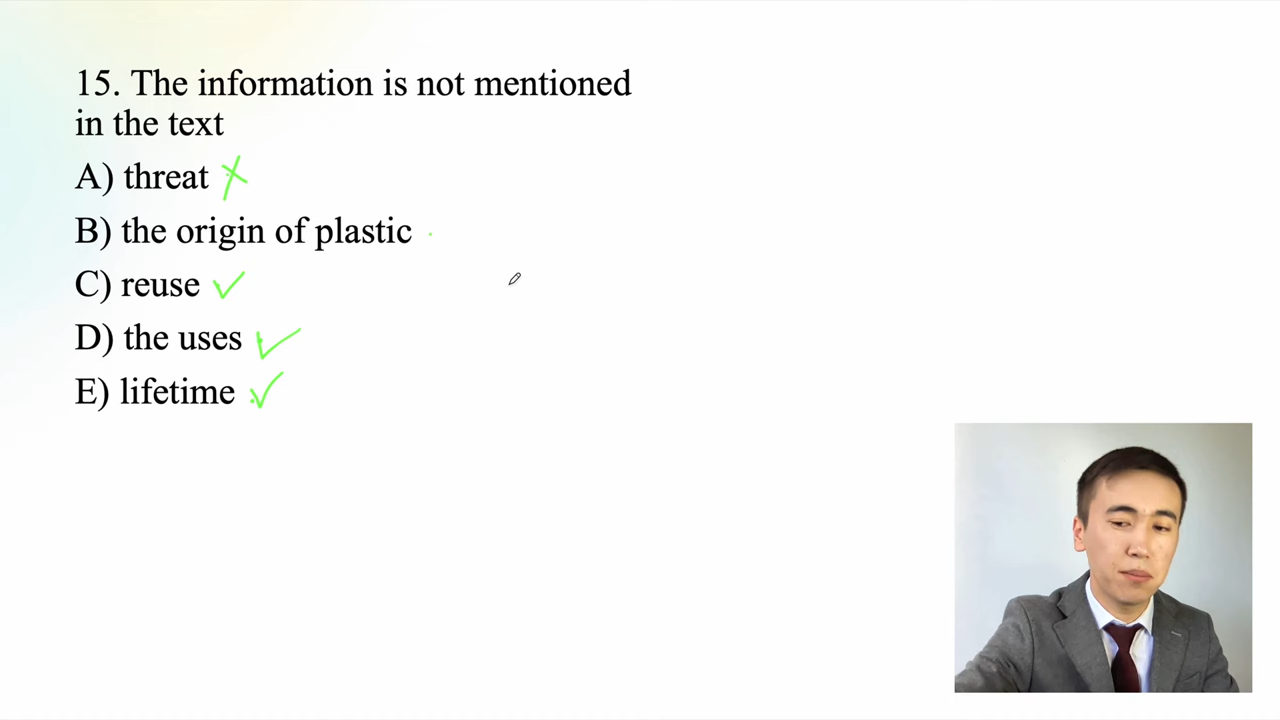 15. The information is not mentioned
in the text
A) threat
B) the origin of plastic
C) reuse
D) the uses
E) lifetime